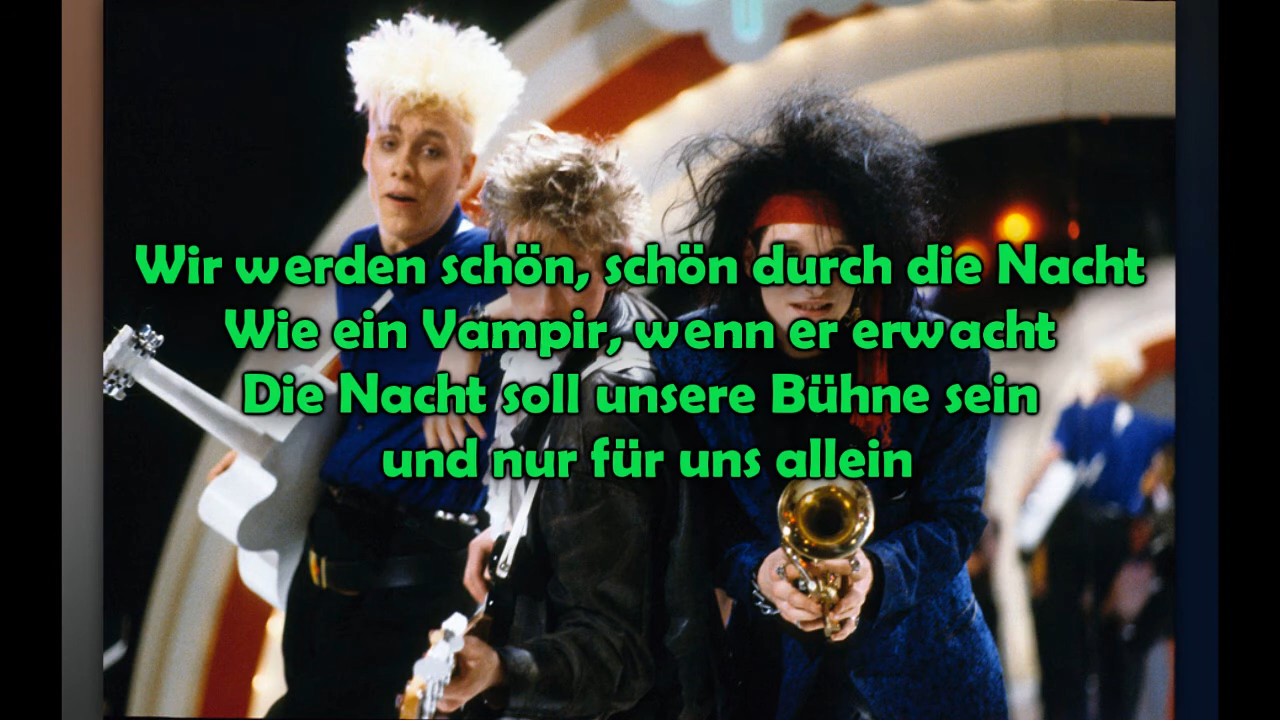 Wir werden schön, schön durch die Nacht
Wie ein Vampir, wenn er erwacht
Die Nacht soll unsere Bühne sein
und nur für uns allein